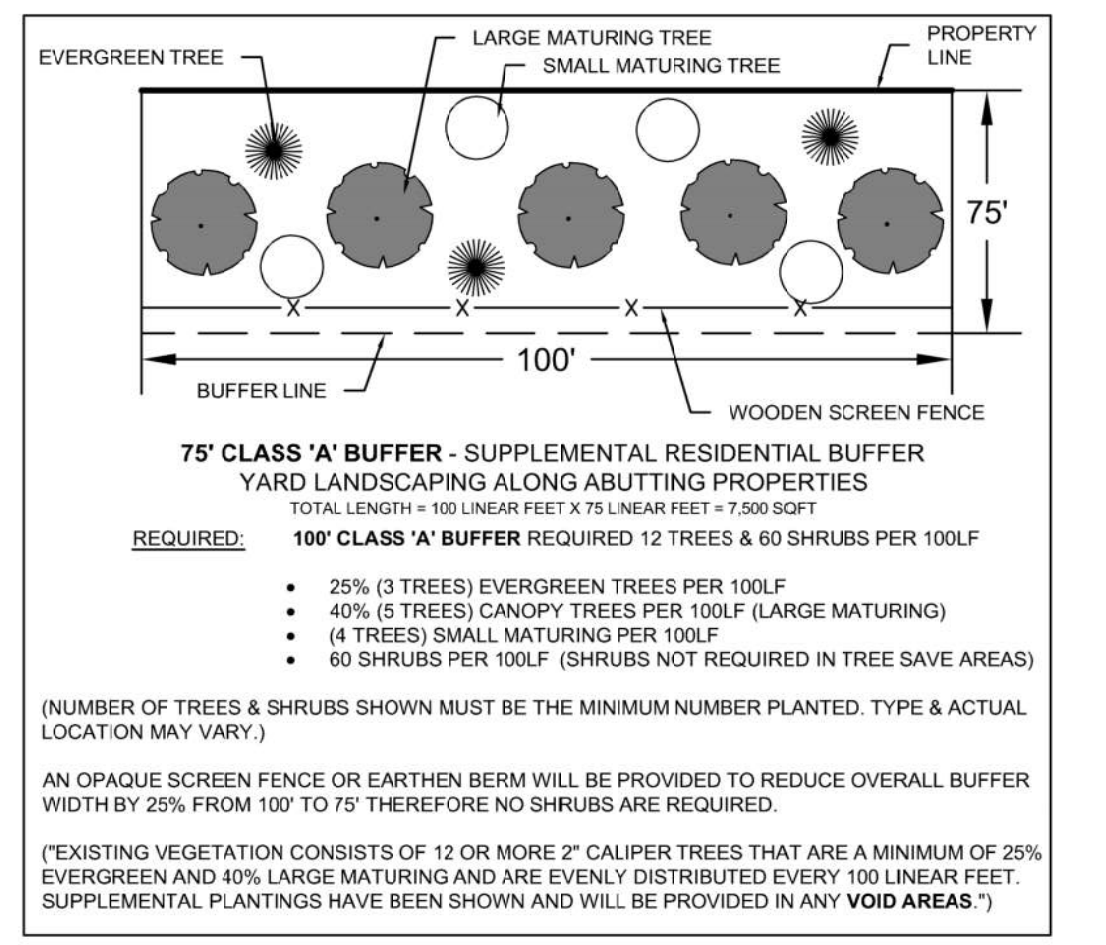 EVERGREEN TREE
LARGE MATURING TREE
SMALL MATURING TREE
PROPERTY
LINE
75'
X X X X
100'
BUFFER LINE
WOODEN SCREEN FENCE
75' CLASS 'A' BUFFER - SUPPLEMENTAL RESIDENTIAL BUFFER
YARD LANDSCAPING ALONG ABUTTING PROPERTIES
TOTAL LENGTH = 100 LINEAR FEET X 75 LINEAR FEET = 7,500 SQFT
REQUIRED: 100' CLASS 'A' BUFFER REQUIRED 12 TREES & 60 SHRUBS PER 100LF
• 25% (3 TREES) EVERGREEN TREES PER 100LF
• 40% (5 TREES) CANOPY TREES PER 100LF (LARGE MATURING)
• (4 TREES) SMALL MATURING PER 100LF
• 60 SHRUBS PER 100LF (SHRUBS NOT REQUIRED IN TREE SAVE AREAS)
(NUMBER OF TREES & SHRUBS SHOWN MUST BE THE MINIMUM NUMBER PLANTED. TYPE & ACTUAL
LOCATION MAY VARY.)
AN OPAQUE SCREEN FENCE OR EARTHEN BERM WILL BE PROVIDED TO REDUCE OVERALL BUFFER
WIDTH BY 25% FROM 100' TO 75' THEREFORE NO SHRUBS ARE REQUIRED.
("EXISTING VEGETATION CONSISTS OF 12 OR MORE 2" CALIPER TREES THAT ARE A MINIMUM OF 25%
EVERGREEN AND 40% LARGE MATURING AND ARE EVENLY DISTRIBUTED EVERY 100 LINEAR FEET.
SUPPLEMENTAL PLANTINGS HAVE BEEN SHOWN AND WILL BE PROVIDED IN ANY VOID AREAS.")